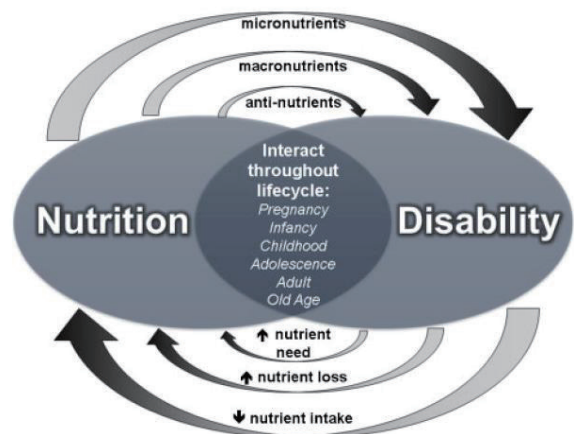 micronutrients
macronutrients
anti-nutrients
Interact
throughout
lifecycle:
Nutrition
Pregnancy
Infancy
Childhood
Adolescence
Adult
Old Age
Disability
↑ nutrient
need
↑ nutrient loss
↓ nutrient intake